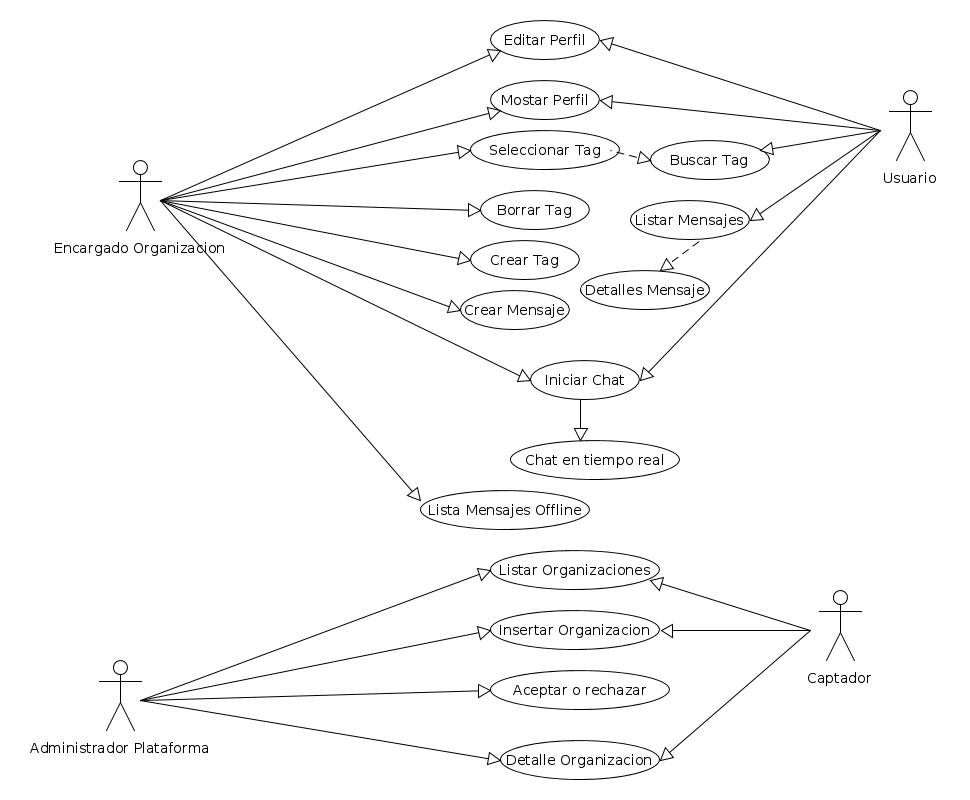 Editar Perfil
Mostar Perfil
Seleccionar Tag
Buscar Tag
Usuario
Borrar Tag
Listar Mensajes
Encargado Organizacion
Crear Tag
Detalles Mensaje
Crear Mensaje
Iniciar Chat
Chat en tiempo real
Lista Mensajes Offline
Listar Organizaciones
Insertar Organizacion
Captador
Aceptar o rechazar
Administrador Plataforma
Detalle Organizacion